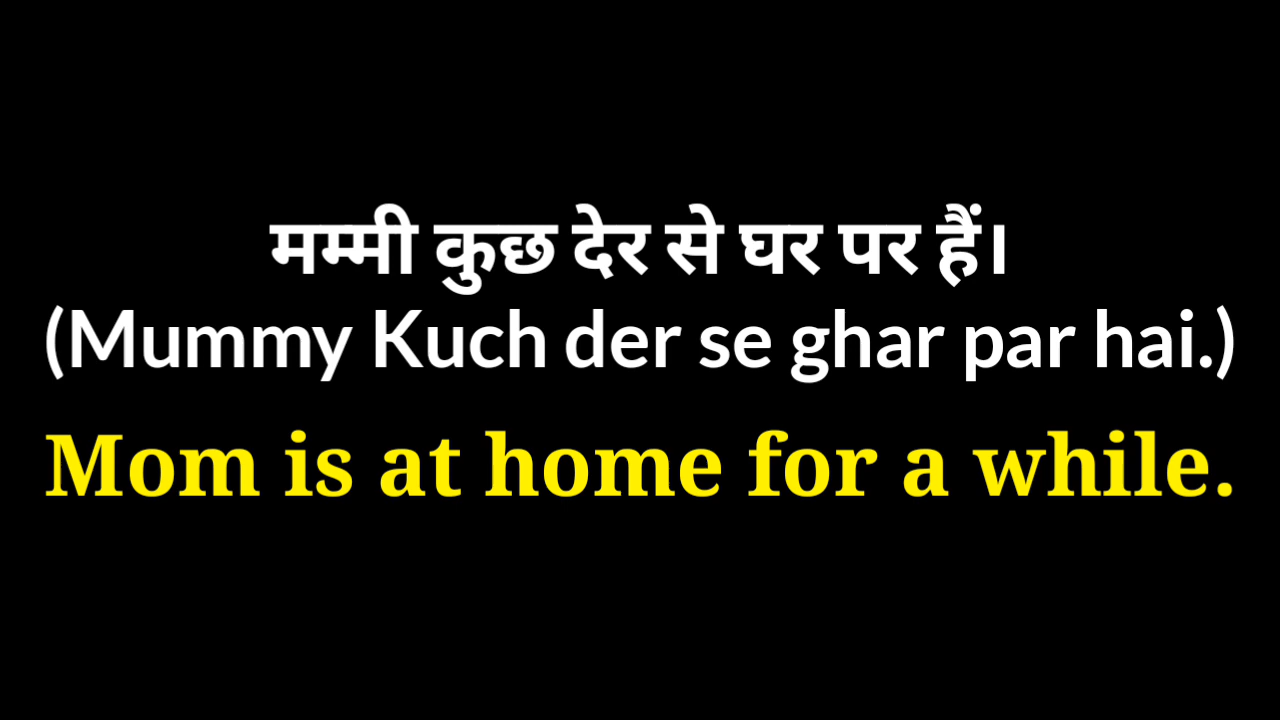 मम्मी कुछ देर से घर पर हैं।
(Mummy Kuch der se ghar par hai.)
Mom is at home for a while.